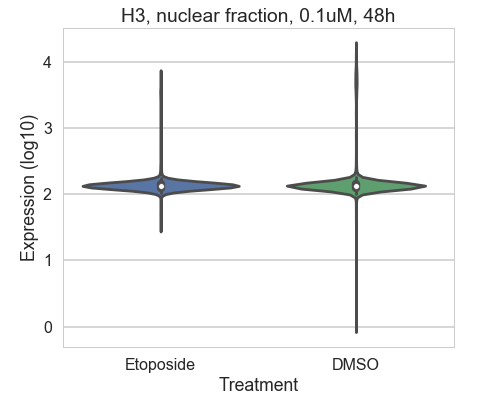 H3, nuclear fraction, 0.1uM, 48h
Expression (log10)
4
3
2
1
0
Etoposide DMSO
Treatment